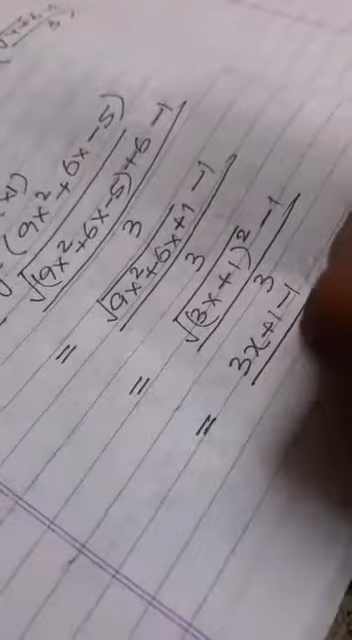 (9x² + 6x - 5)
√(9x² + 6x - 5) + 6 - 1
3
= √9x² + 6x + 1 - 1
3
= √(3x + 1)² - 1
3
= 3x + 1 - 1